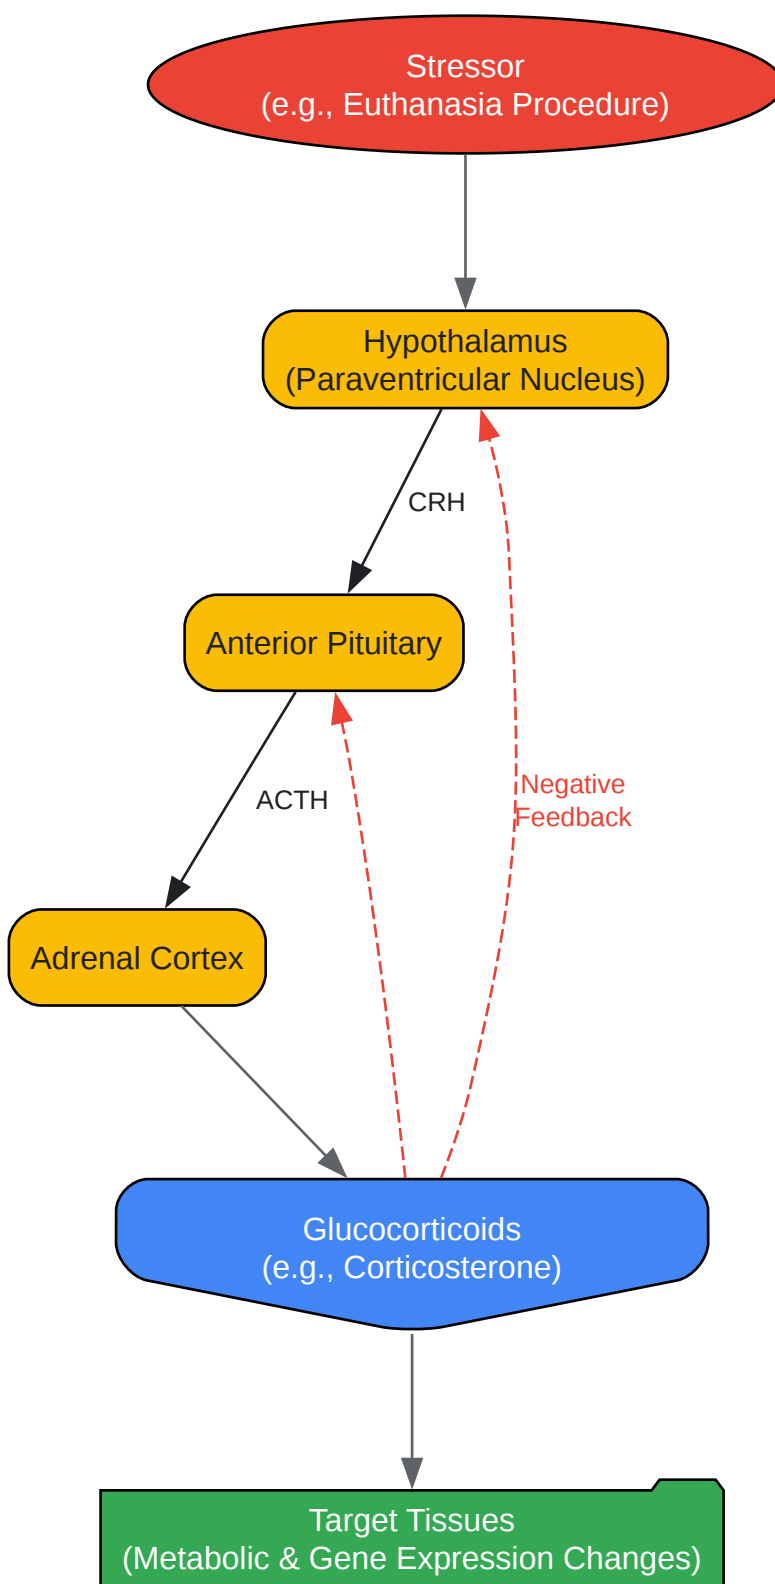 Stressor
(e.g., Euthanasia Procedure)
Hypothalamus
(Paraventricular Nucleus)
CRH
Anterior Pituitary
Negative
Feedback
ACTH
Adrenal Cortex
Glucocorticoids
(e.g., Corticosterone)
Target Tissues
(Metabolic & Gene Expression Changes)